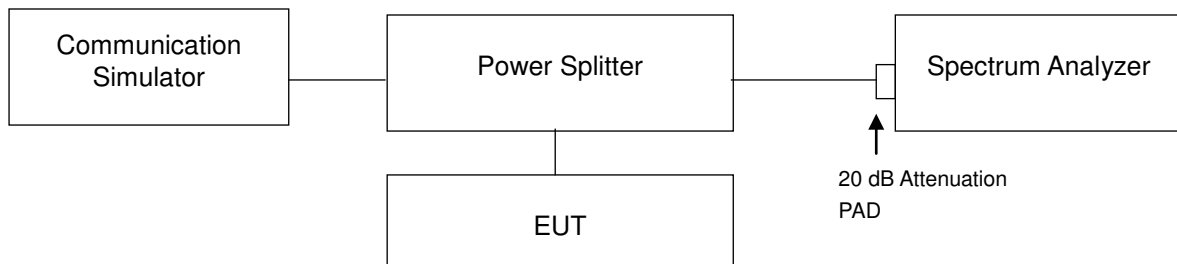 Communication
Simulator
Power Splitter
Spectrum Analyzer
20 dB Attenuation
PAD
EUT